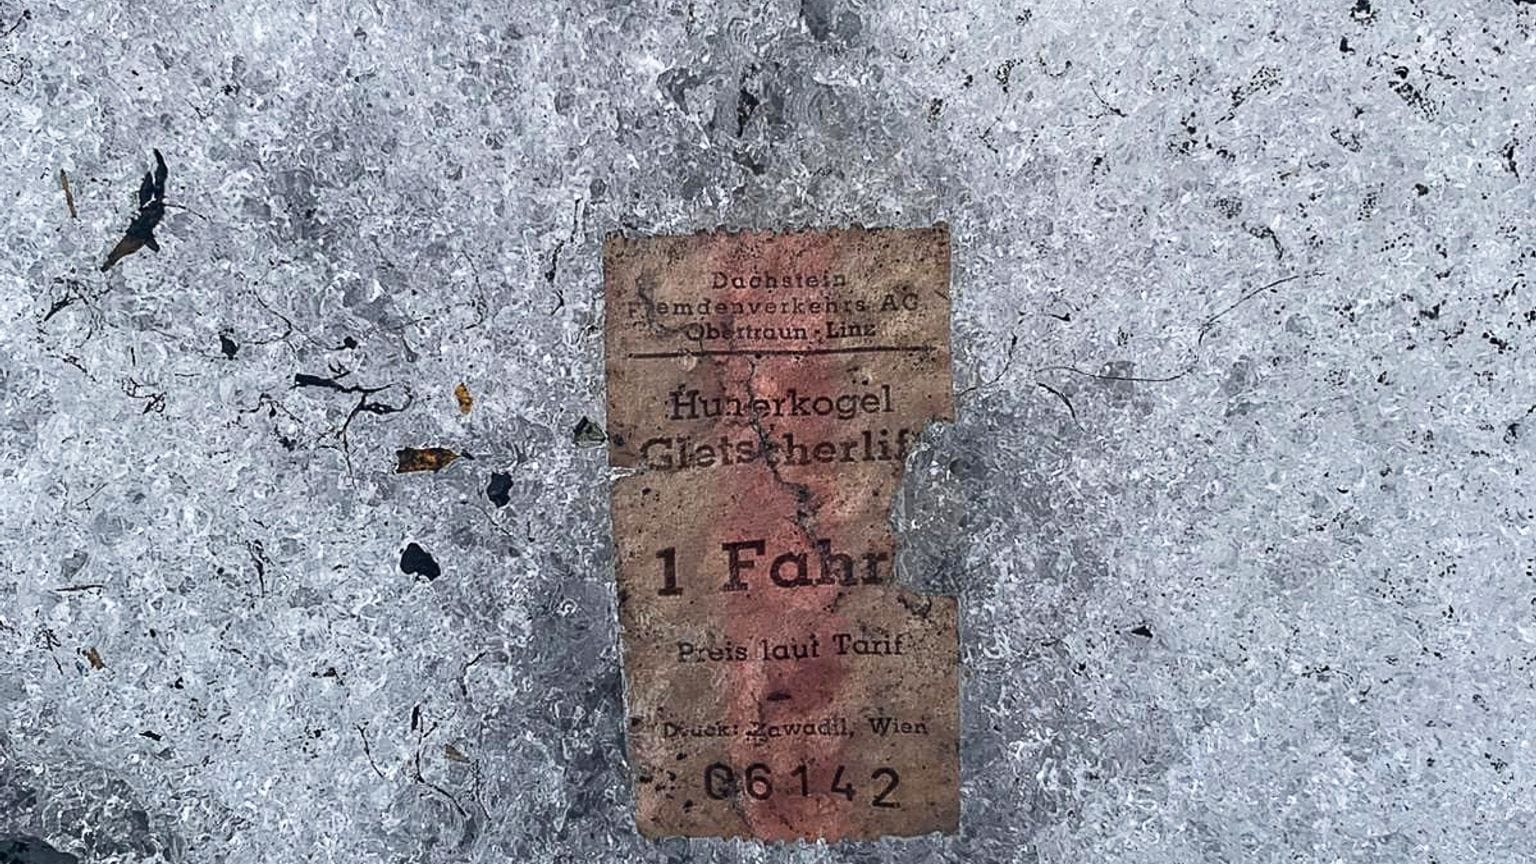 Dachstein
Fremdenverkehrs AG
Obertraun-Linz
Hunerkogel
Gletscherlif
1 Fahr
Preis laut Tarif
Druck: Zawadil, Wien
06142